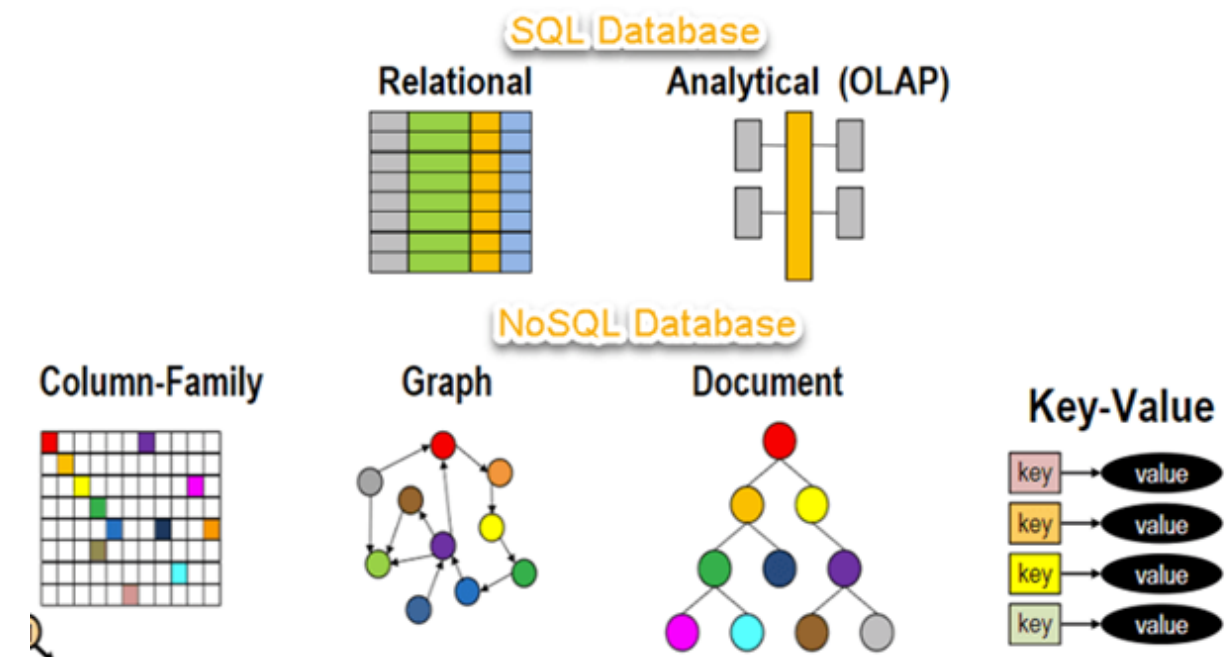 SQL Database
Relational
Analytical (OLAP)
NoSQL Database
Column-Family
Graph
Document
Key-Value
key value
key value
key value
key value